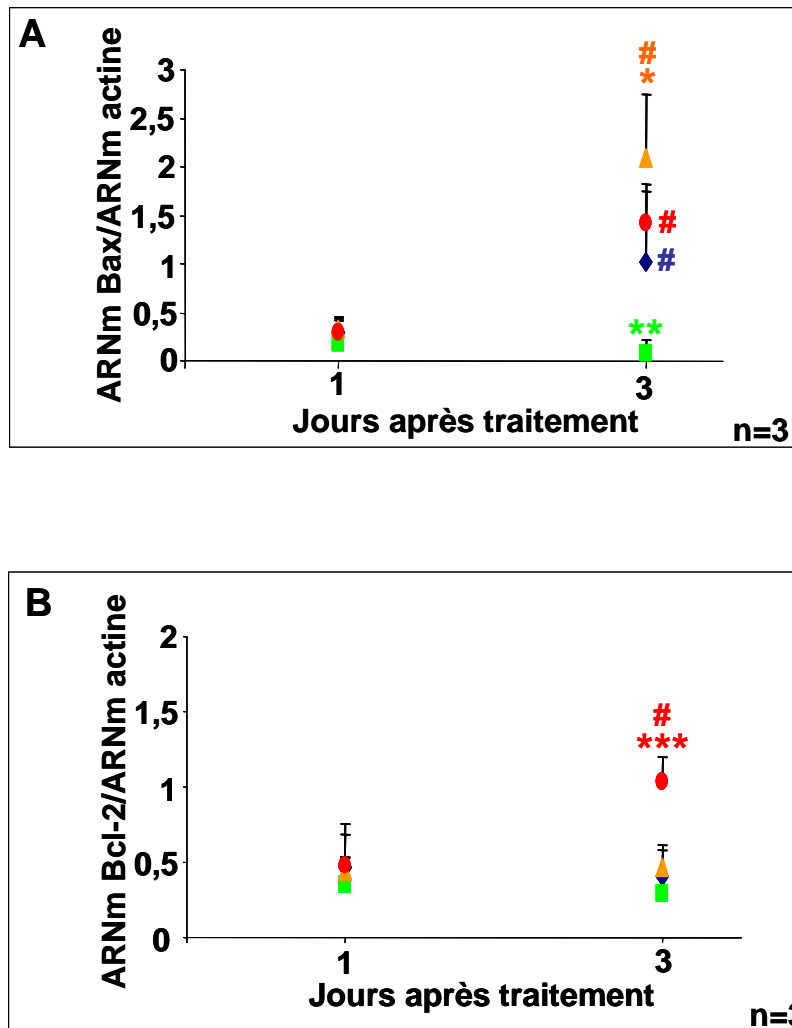 A
ARNm Bax/ARNm actine
#
*
3
2,5
2
1,5
#
1
#
0,5
**
0
1
3
Jours après traitement
n=3
B
ARNm Bcl-2/ARNm actine
2
1,5
#
***
1
0,5
0
1
3
Jours après traitement
n=3